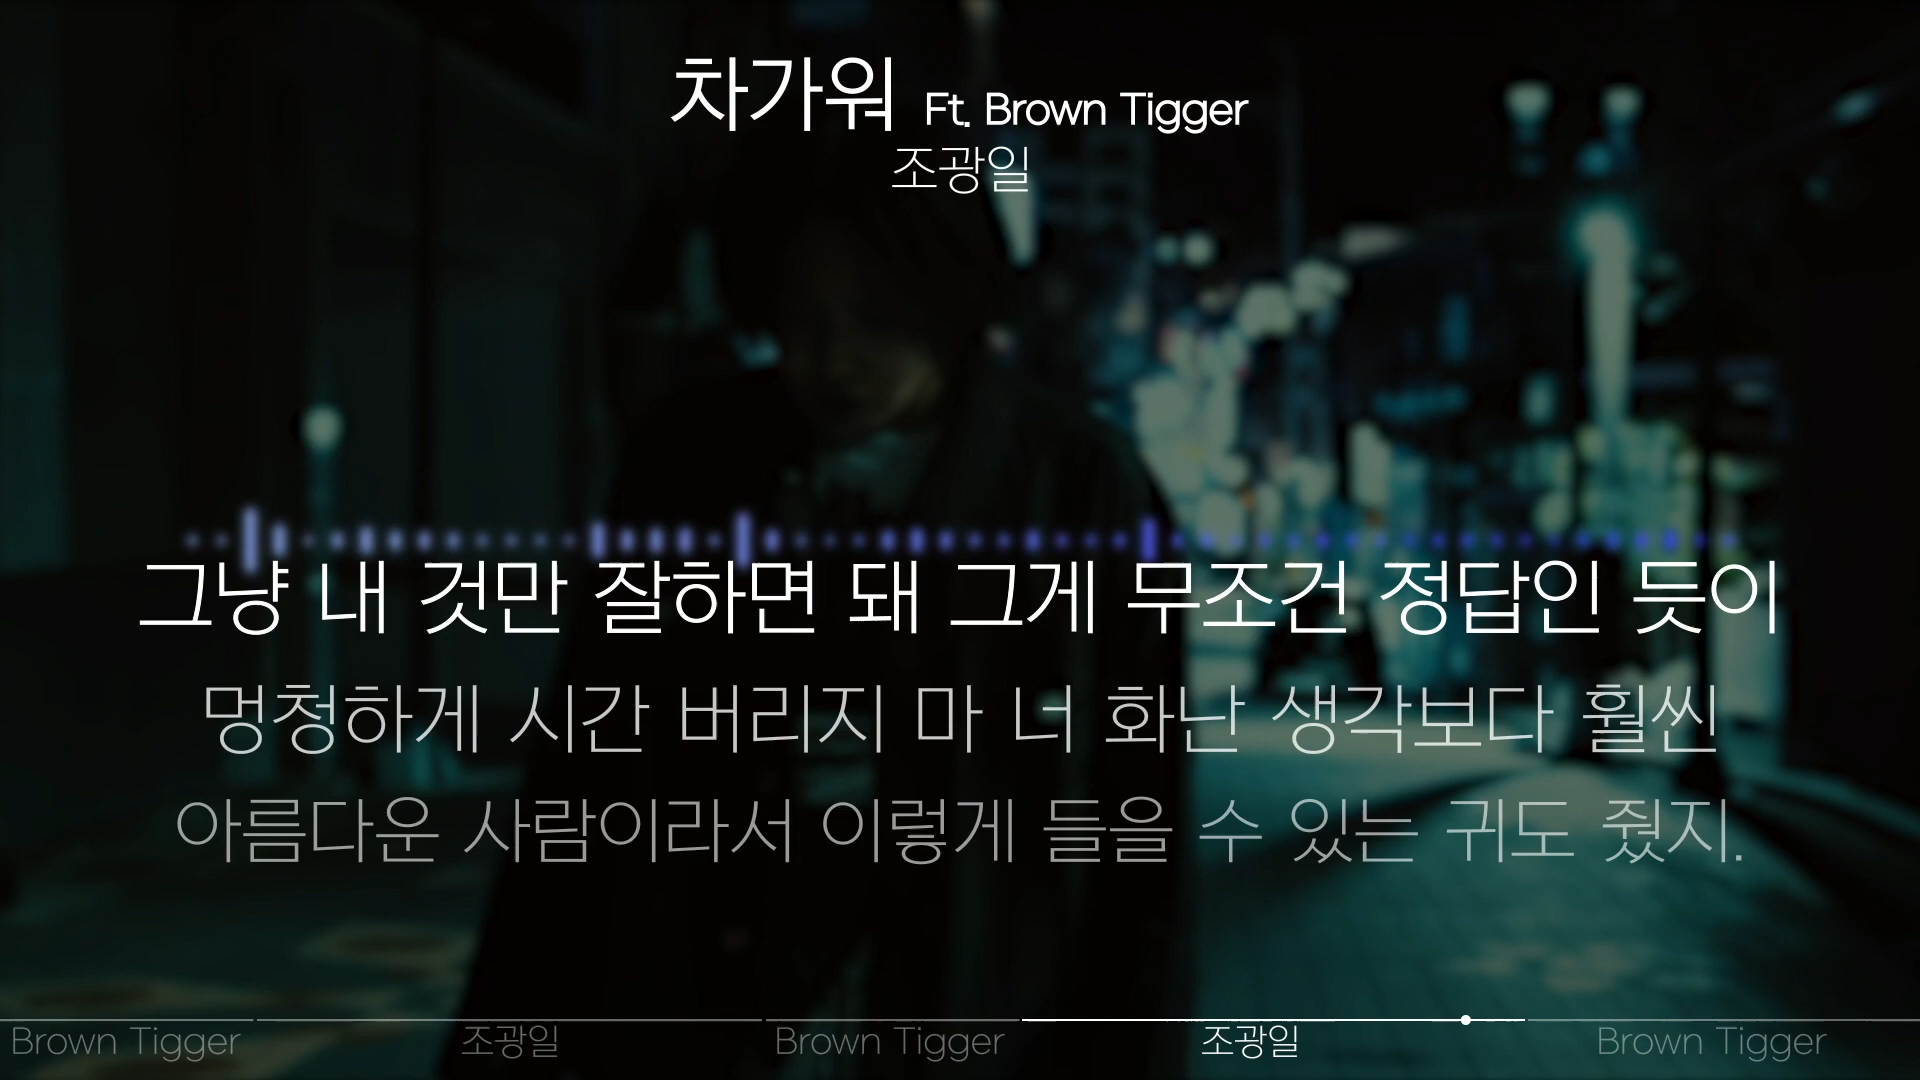 차가워 Ft. Brown Tigger
조광일
그냥 내 것만 잘하면 돼 그게 무조건 정답인 듯이
멍청하게 시간 버리지 마 너 화난 생각보다 훨씬
아름다운 사람이라서 이렇게 들을 수 있는 귀도 줬지.
Brown Tigger 조광일 Brown Tigger 조광일 Brown Tigger